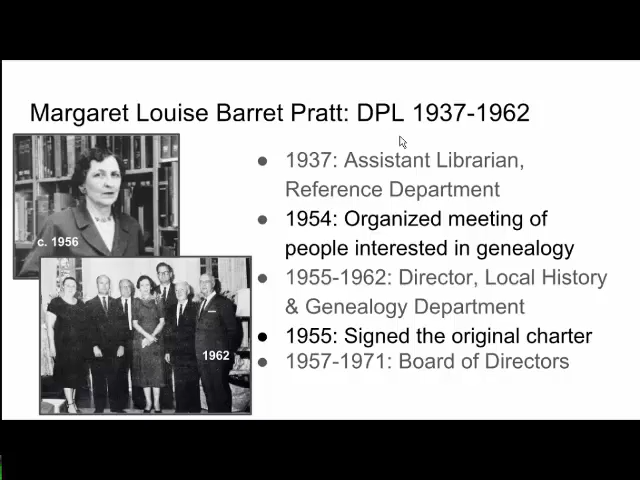 Margaret Louise Barret Pratt: DPL 1937-1962
c. 1956
1962
● 1937: Assistant Librarian,
Reference Department
● 1954: Organized meeting of
people interested in genealogy
● 1955-1962: Director, Local History
& Genealogy Department
● 1955: Signed the original charter
● 1957-1971: Board of Directors